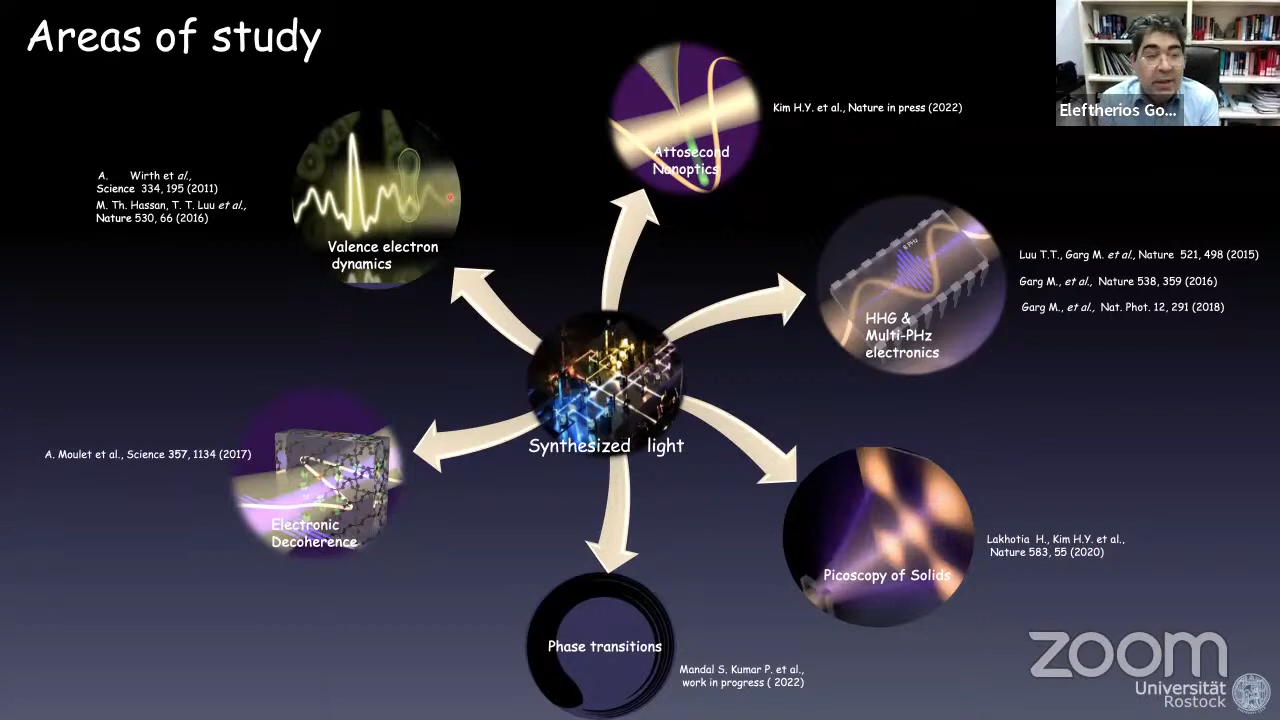 Areas of study
Eleftherios Go...
Kim H.Y. et al., Nature in press (2022)
Attosecond
Nanoptics
A. Wirth et al.,
Science 334, 195 (2011)
M. Th. Hassan, T. T. Luu et al.,
Nature 530, 66 (2016)
Valence electron
dynamics
8 PHz
Luu T.T., Garg M. et al., Nature 521, 498 (2015)
Garg M., et al., Nature 538, 359 (2016)
Garg M., et al., Nat. Phot. 12, 291 (2018)
HHG &
Multi-PHz
electronics
Synthesized light
A. Moulet et al., Science 357, 1134 (2017)
Electronic
Decoherence
Lakhotia H., Kim H.Y. et al.,
Nature 583, 55 (2020)
Picoscopy of Solids
Phase transitions
Mandal S. Kumar P. et al.,
work in progress ( 2022)
zoom
Universität
Rostock